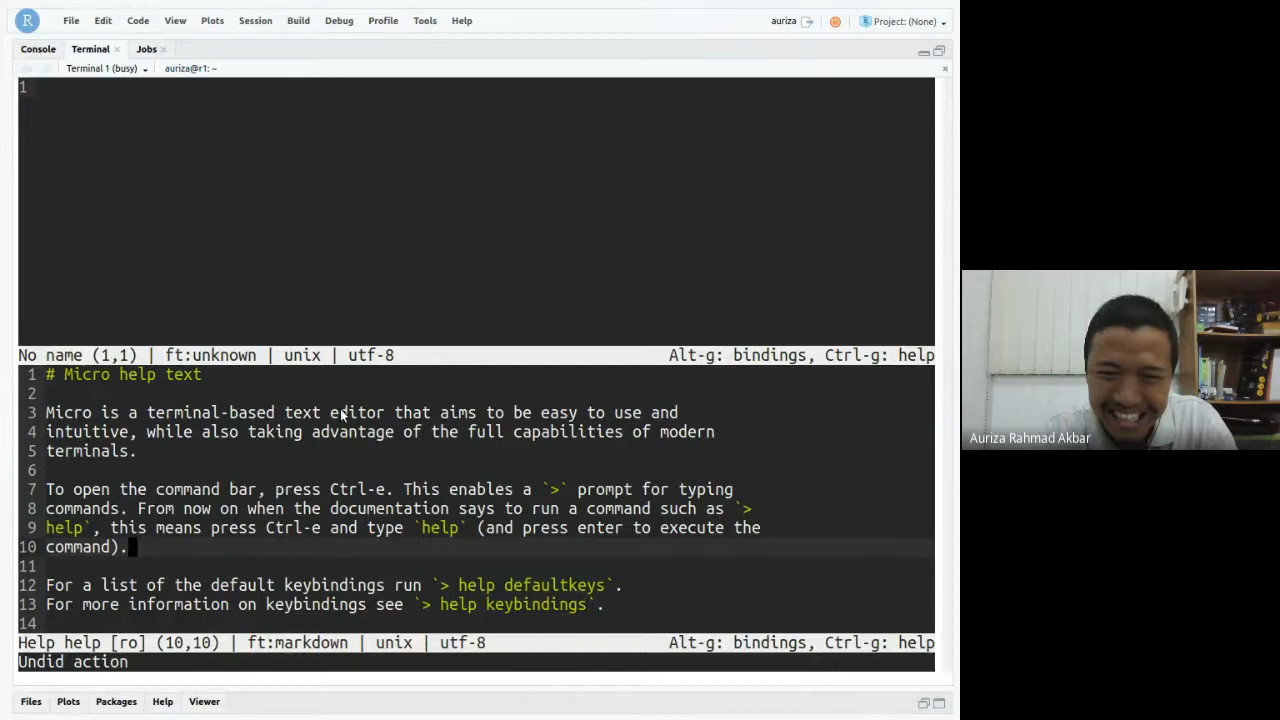 R File Edit Code View Plots Session Build Debug Profile Tools Help auriza Project: (None)
Console Terminal Jobs
Terminal 1 (busy) auriza@r1: ~
1
No name (1,1) | ft:unknown | unix | utf-8 Alt-g: bindings, Ctrl-g: help
1 # Micro help text
2
3 Micro is a terminal-based text editor that aims to be easy to use and
4 intuitive, while also taking advantage of the full capabilities of modern
5 terminals.
6
7 To open the command bar, press Ctrl-e. This enables a `>` prompt for typing
8 commands. From now on when the documentation says to run a command such as `>
9 help`, this means press Ctrl-e and type `help` (and press enter to execute the
10 command).
11
12 For a list of the default keybindings run `> help defaultkeys`.
13 For more information on keybindings see `> help keybindings`.
14
Help help [ro] (10,10) | ft:markdown | unix | utf-8 Alt-g: bindings, Ctrl-g: help
Undid action
Files Plots Packages Help Viewer
Auriza Rahmad Akbar